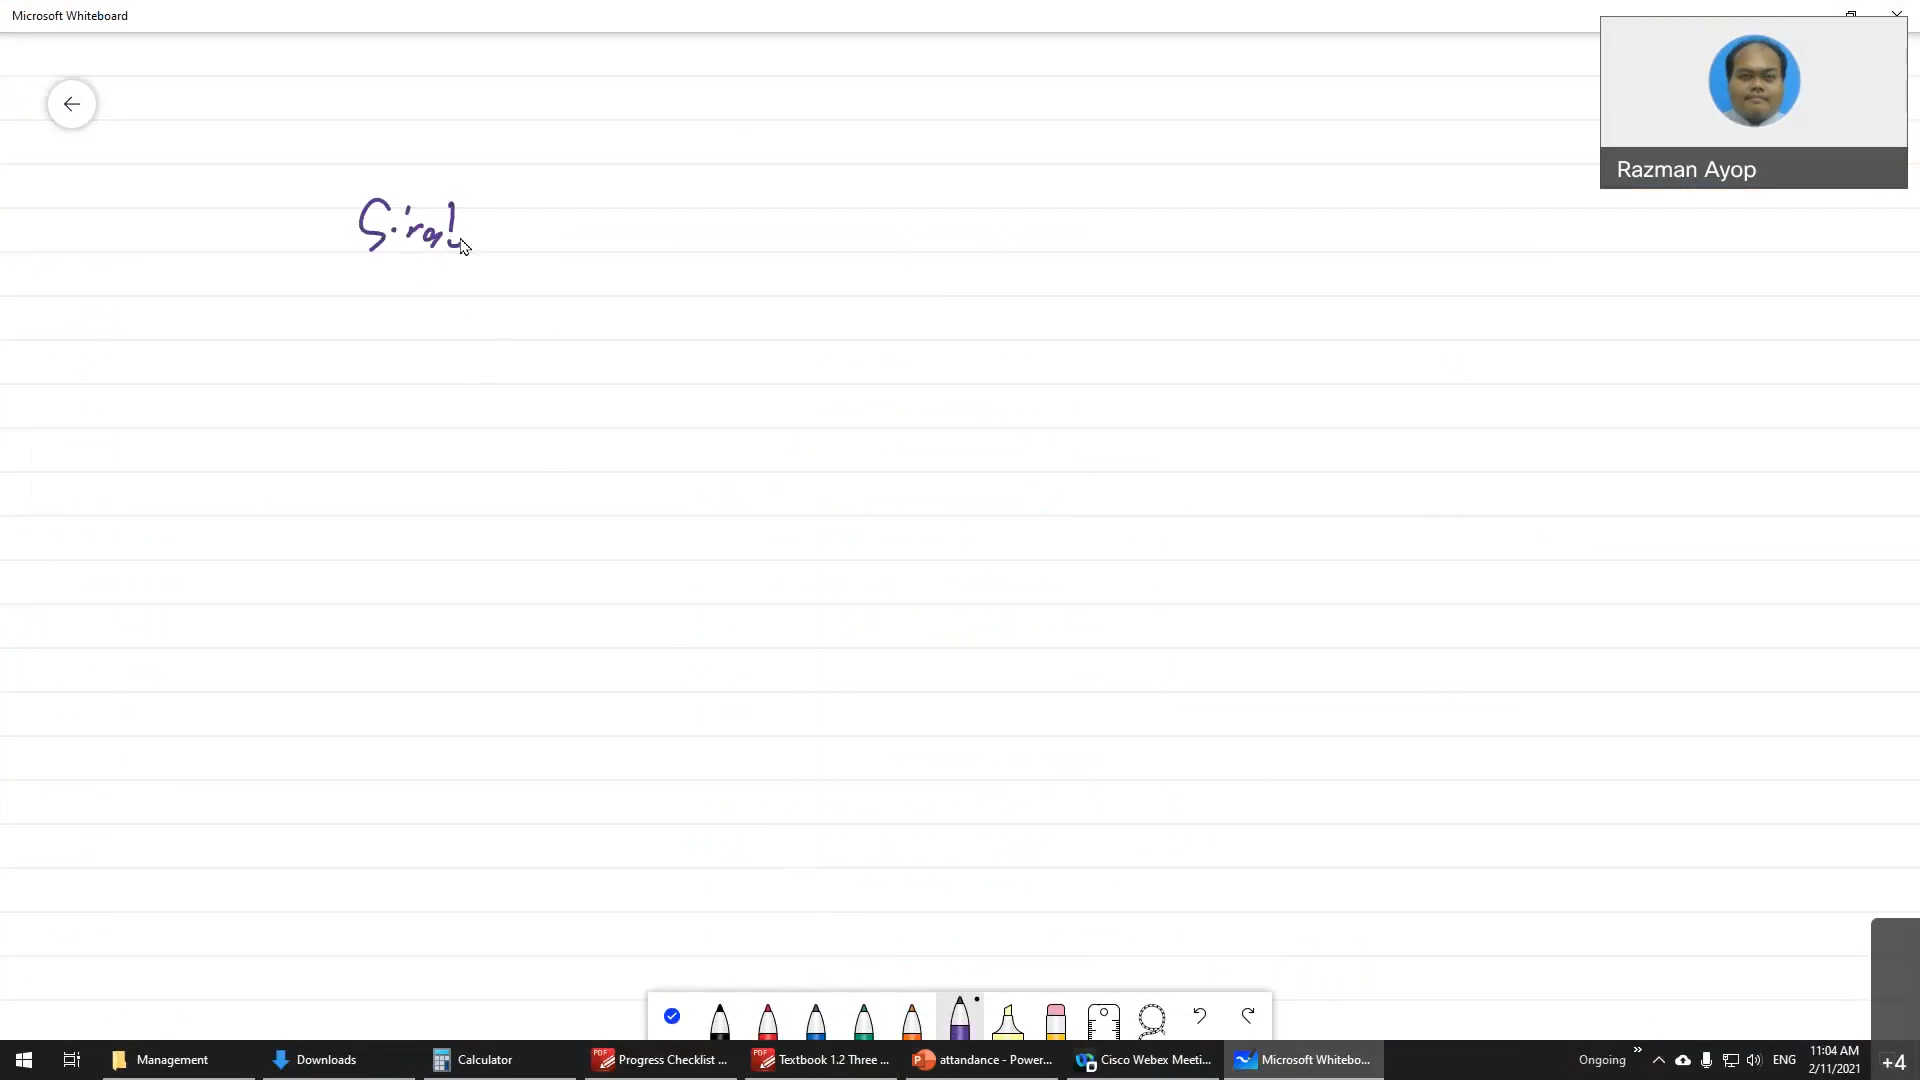 Microsoft Whiteboard
Razman Ayop
Management
Downloads
Calculator
Progress Checklist ...
Textbook 1.2 Three ...
attandance - Power...
Cisco Webex Meeti...
Microsoft Whitebo...
Ongoing
ENG
11:04 AM
2/11/2021
+4